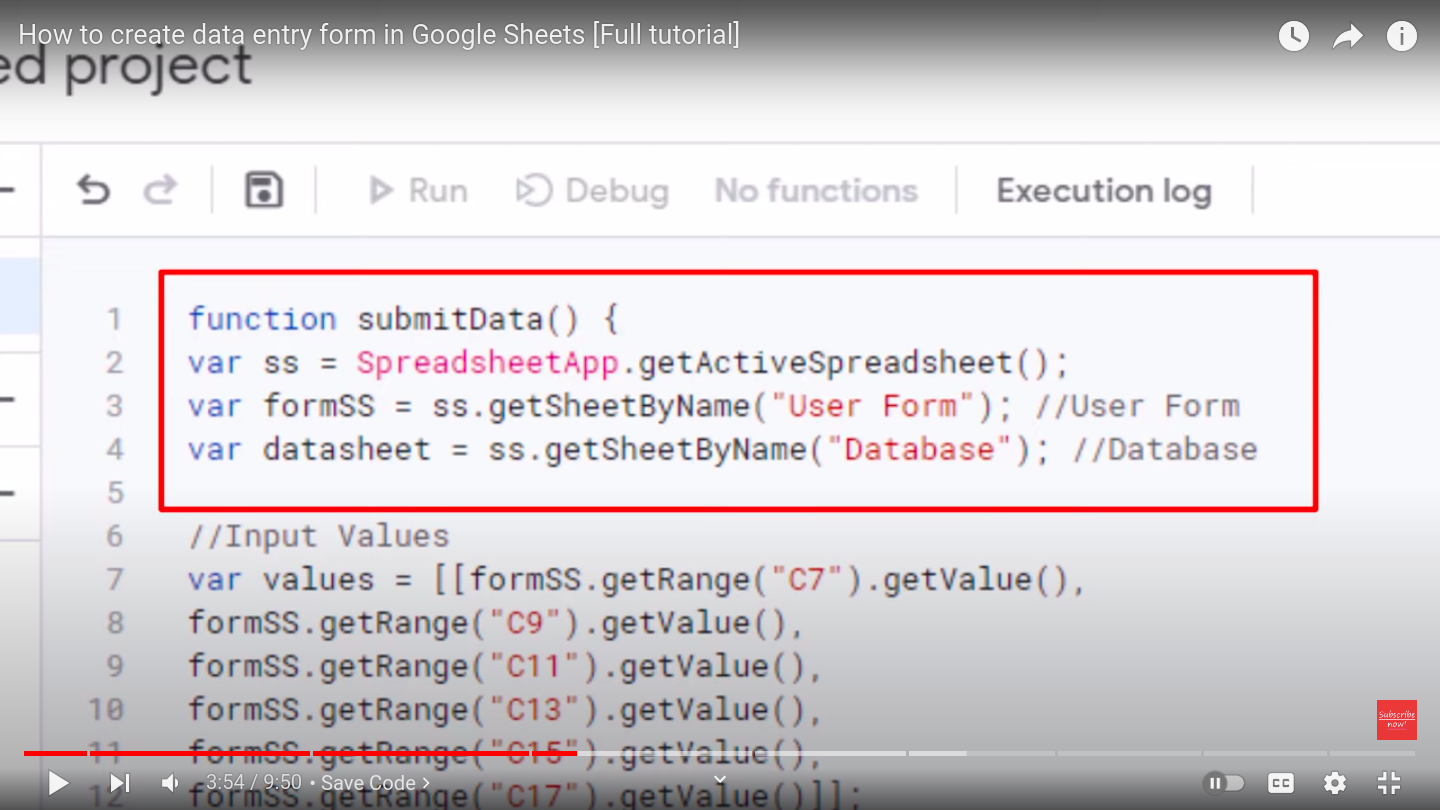 How to create data entry form in Google Sheets [Full tutorial]
ed project
Run Debug No functions Execution log
1 function submitData() {
2 var ss = SpreadsheetApp.getActiveSpreadsheet();
3 var formSS = ss.getSheetByName("User Form"); //User Form
4 var datasheet = ss.getSheetByName("Database"); //Database
5
6 //Input Values
7 var values = [[formSS.getRange("C7").getValue(),
8 formSS.getRange("C9").getValue(),
9 formSS.getRange("C11").getValue(),
10 formSS.getRange("C13").getValue(),
11 formSS.getRange("C15").getValue(),
12 formSS.getRange("C17").getValue()]];
Subscribe
now!
3:54 / 9:50 • Save Code ›
CC